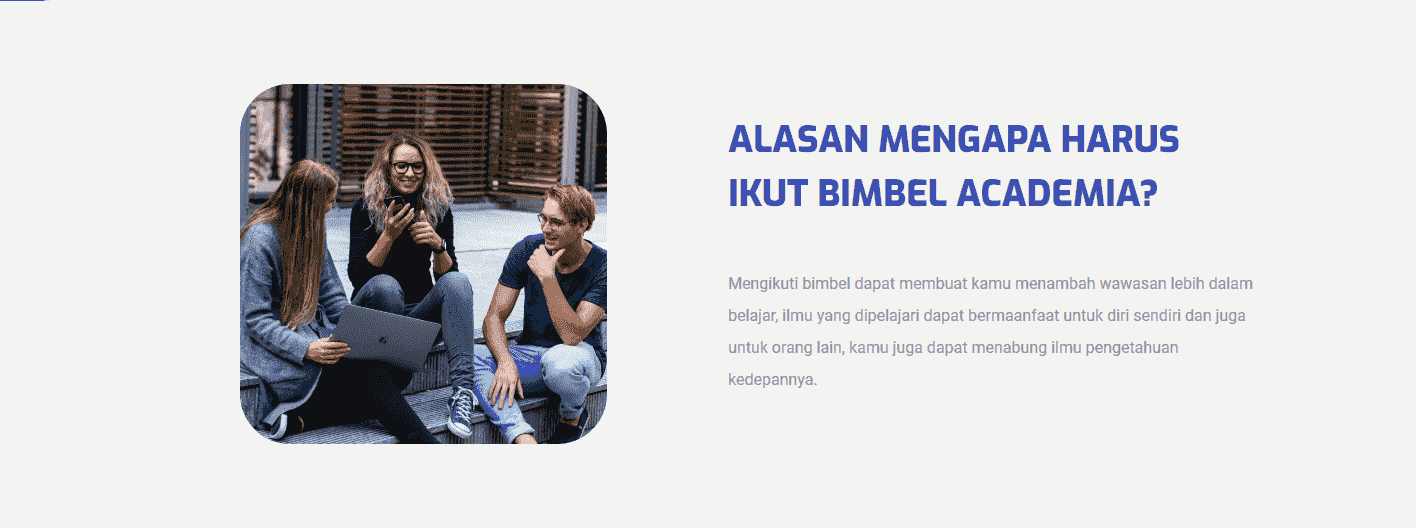 ALASAN MENGAPA HARUS
IKUT BIMBEL ACADEMIA?
Mengikuti bimbel dapat membuat kamu menambah wawasan lebih dalam
belajar, ilmu yang dipelajari dapat bermaanfaat untuk diri sendiri dan juga
untuk orang lain, kamu juga dapat menabung ilmu pengetahuan
kedepannya.